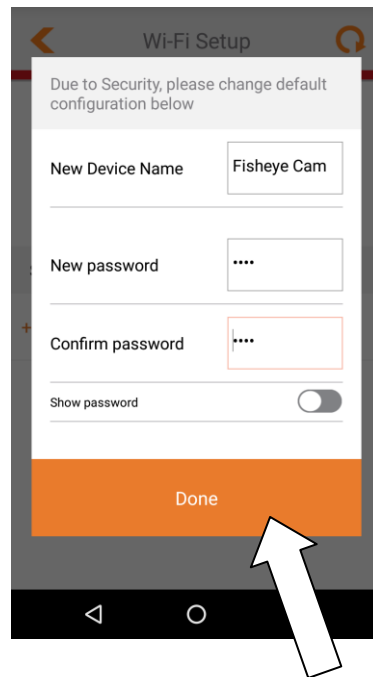 Wi-Fi Setup
Due to Security, please change default
configuration below
New Device Name
Fisheye Cam
New password
••••
Confirm password
••••
Show password
Done